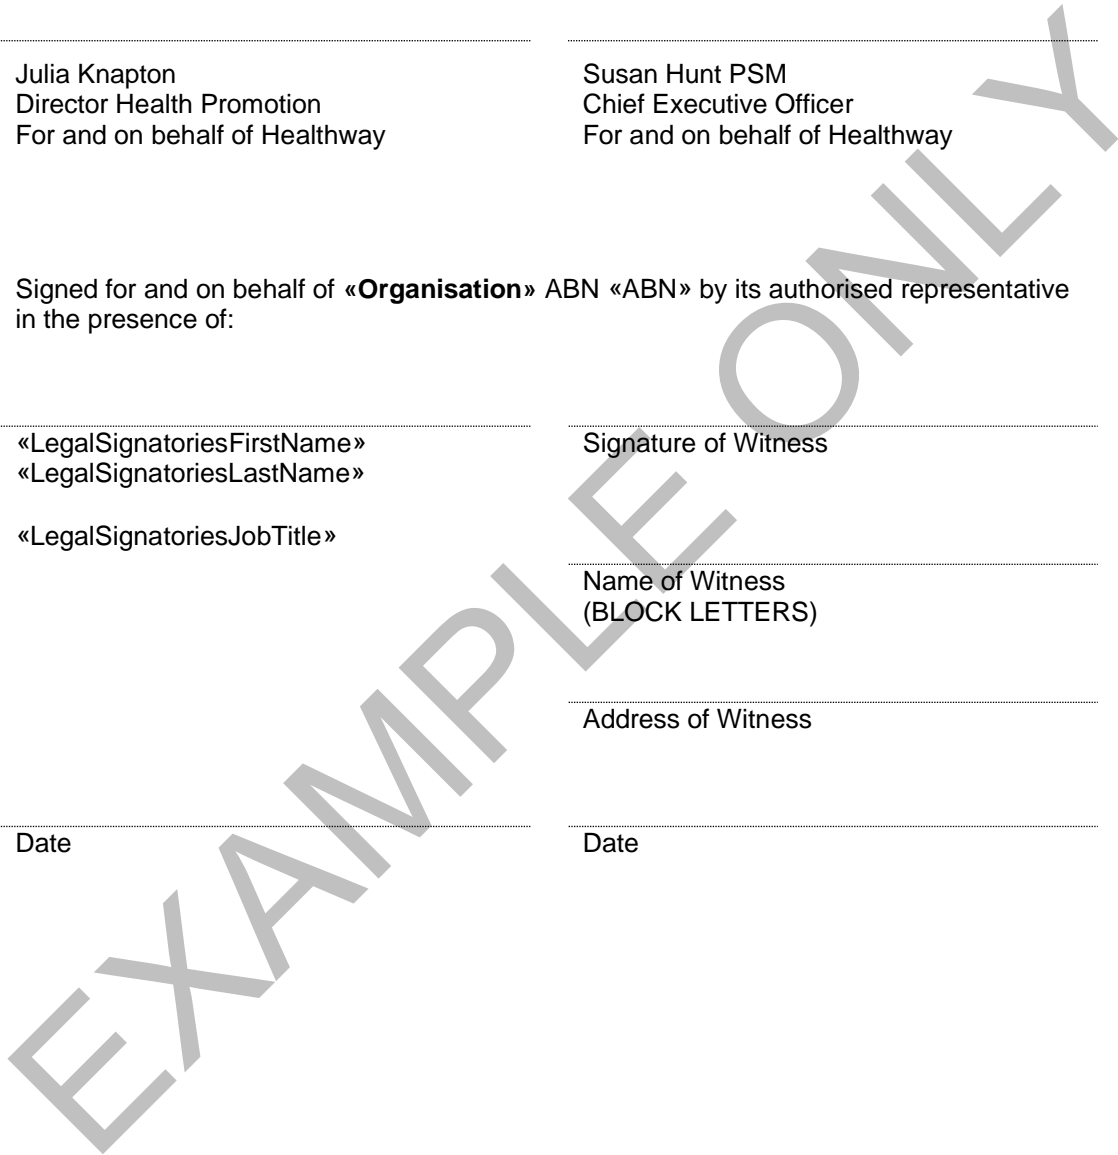 Julia Knapton
Director Health Promotion
For and on behalf of Healthway
Susan Hunt PSM
Chief Executive Officer
For and on behalf of Healthway
Signed for and on behalf of «Organisation» ABN «ABN» by its authorised representative
in the presence of:
«LegalSignatoriesFirstName»
«LegalSignatoriesLastName»
«LegalSignatoriesJobTitle»
Signature of Witness
Name of Witness
(BLOCK LETTERS)
Address of Witness
Date
Date
EXAMPLE ONLY